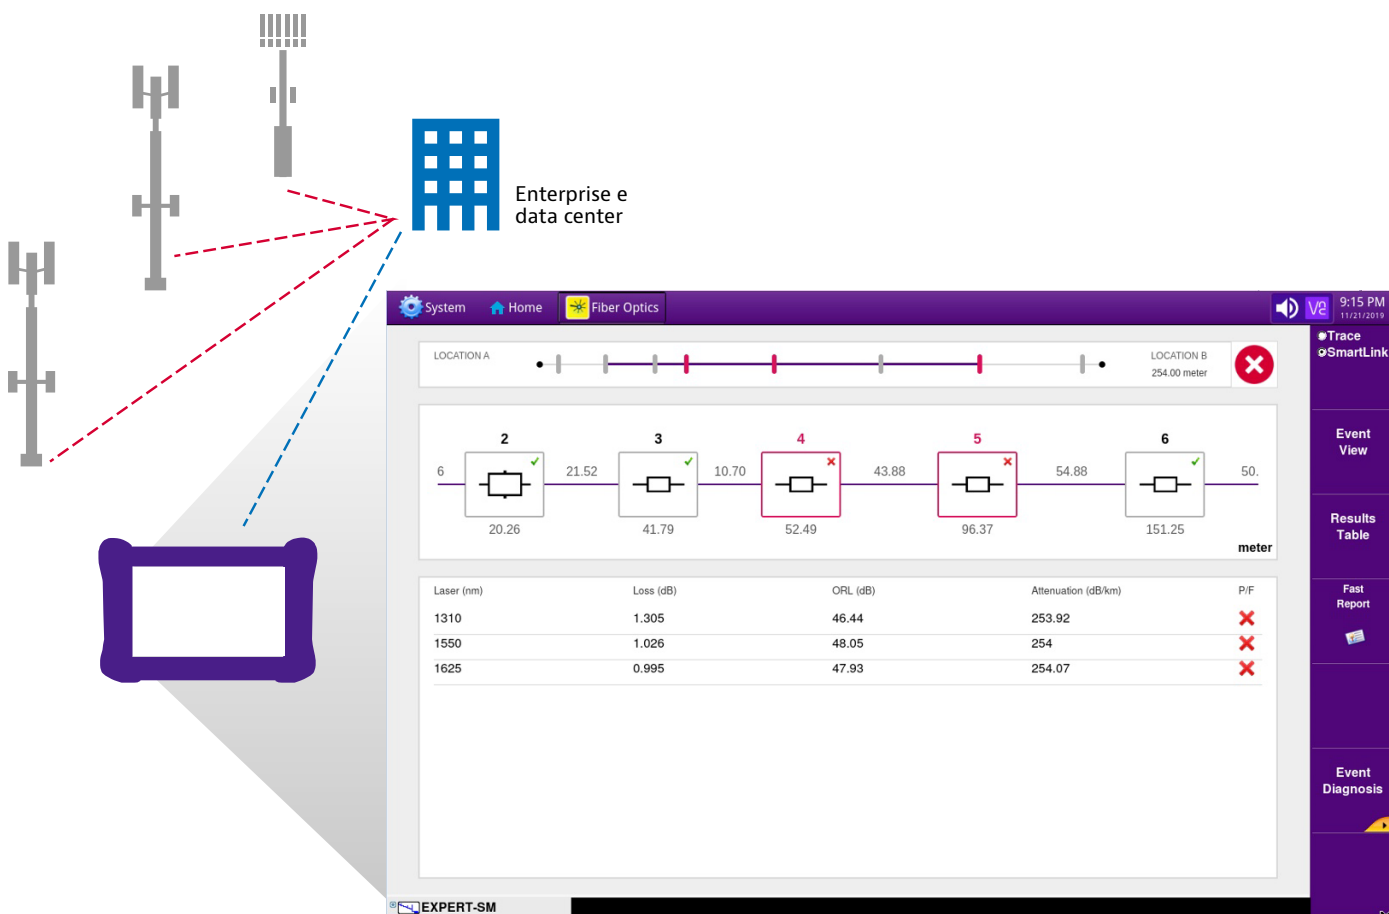 Enterprise e
data center
System Home Fiber Optics
9:15 PM
11/21/2019
Trace
SmartLink
LOCATION A
LOCATION B
254.00 meter
2 3 4 5 6
6 21.52 10.70 43.88 54.88 50.
20.26 41.79 52.49 96.37 151.25
meter
Laser (nm) Loss (dB) ORL (dB) Attenuation (dB/km) P/F
1310 1.305 46.44 253.92
1550 1.026 48.05 254
1625 0.995 47.93 254.07
Event
View
Results
Table
Fast
Report
Event
Diagnosis
EXPERT-SM